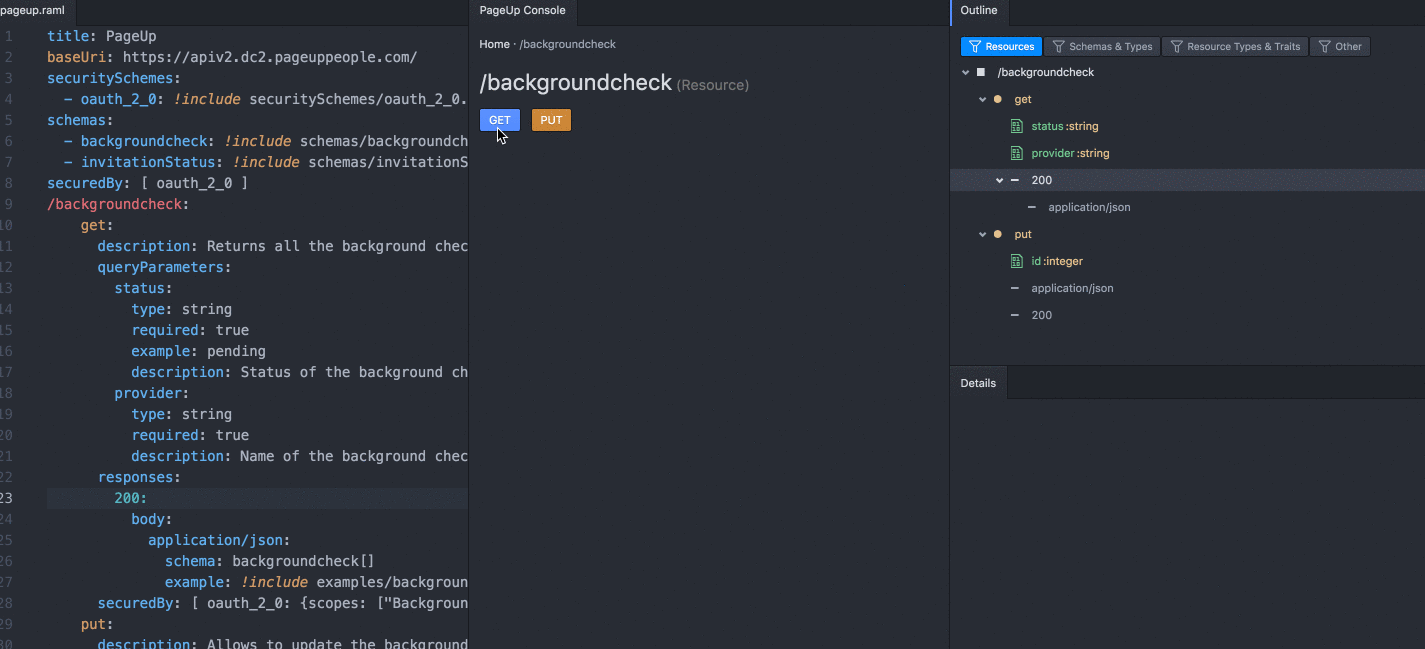 pageup.raml
1 title: PageUp
2 baseUri: https://apiv2.dc2.pageuppeople.com/
3 securitySchemes:
4 - oauth_2_0: !include securitySchemes/oauth_2_0.
5 schemas:
6 - backgroundcheck: !include schemas/backgroundch
7 - invitationStatus: !include schemas/invitationS
8 securedBy: [ oauth_2_0 ]
9 /backgroundcheck:
10 get:
11 description: Returns all the background chec
12 queryParameters:
13 status:
14 type: string
15 required: true
16 example: pending
17 description: Status of the background ch
18 provider:
19 type: string
20 required: true
21 description: Name of the background chec
22 responses:
23 200:
24 body:
25 application/json:
26 schema: backgroundcheck[]
27 example: !include examples/backgroun
28 securedBy: [ oauth_2_0: {scopes: ["Backgroun
29 put:
30 description: Allows to update the background
PageUp Console
Home · /backgroundcheck
/backgroundcheck (Resource)
GET PUT
Outline
Resources Schemas & Types Resource Types & Traits Other
/backgroundcheck
get
status :string
provider :string
200
application/json
put
id :integer
application/json
200
Details